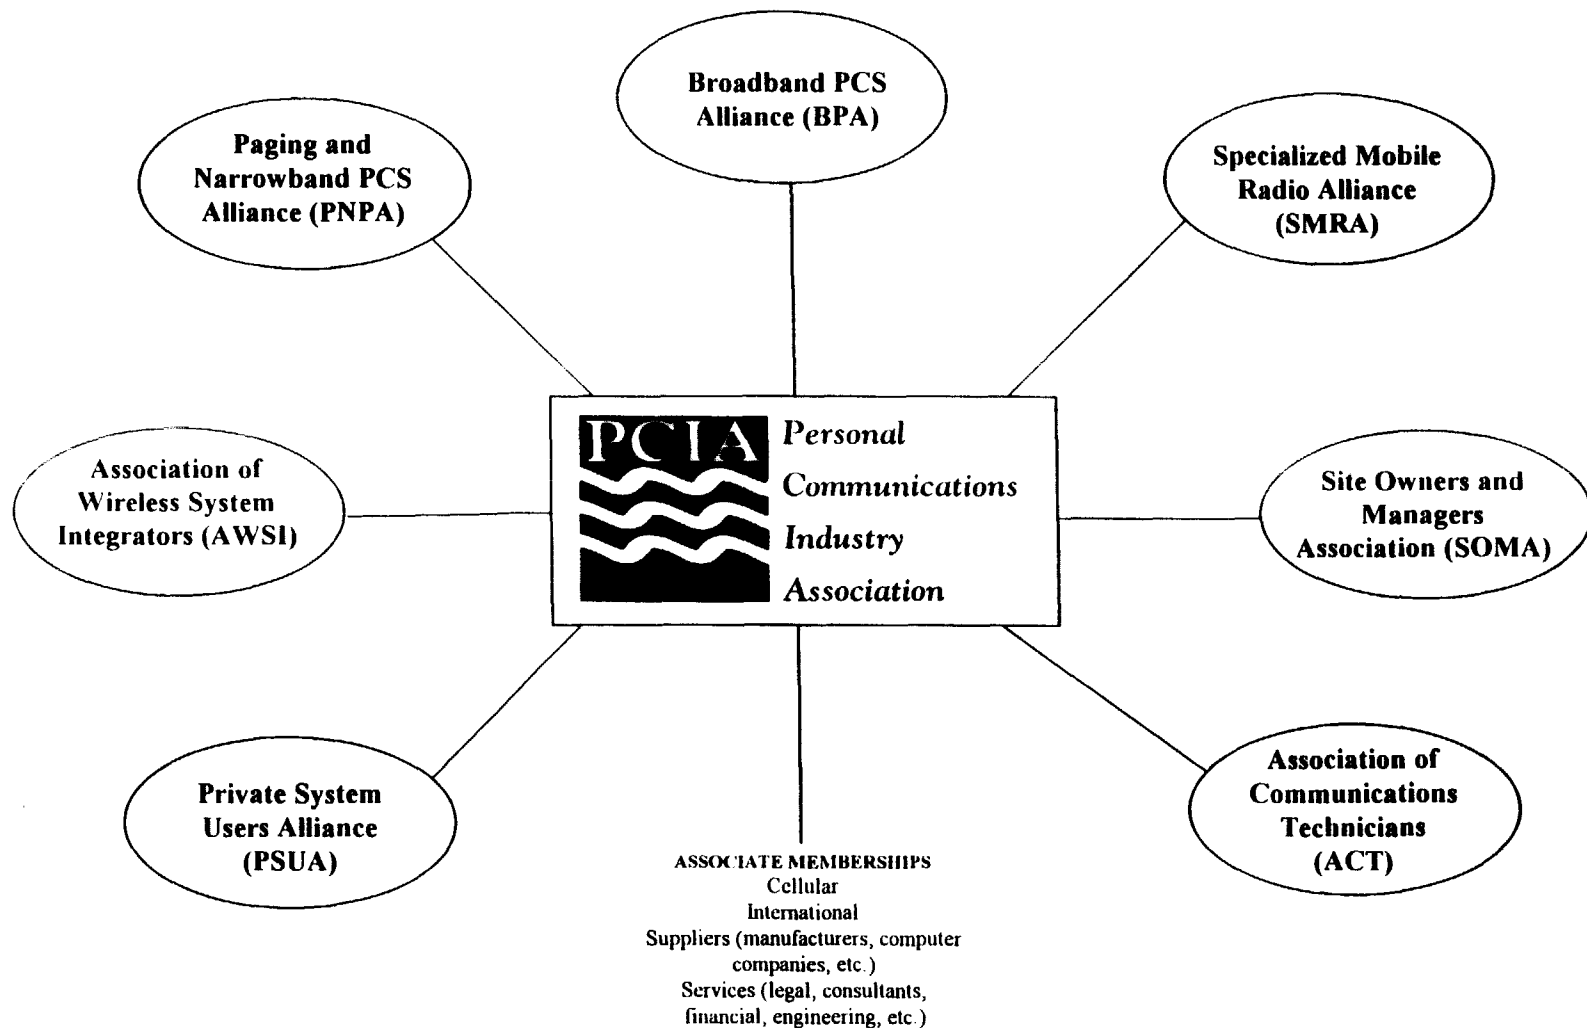 Broadband PCS
Alliance (BPA)
Paging and
Narrowband PCS
Alliance (PNPA)
Specialized Mobile
Radio Alliance
(SMRA)
PCIA
Personal
Communications
Industry
Association
Association of
Wireless System
Integrators (AWSI)
Site Owners and
Managers
Association (SOMA)
Private System
Users Alliance
(PSUA)
Association of
Communications
Technicians
(ACT)
ASSOCIATE MEMBERSHIPS
Cellular
International
Suppliers (manufacturers, computer
companies, etc.)
Services (legal, consultants,
financial, engineering, etc.)